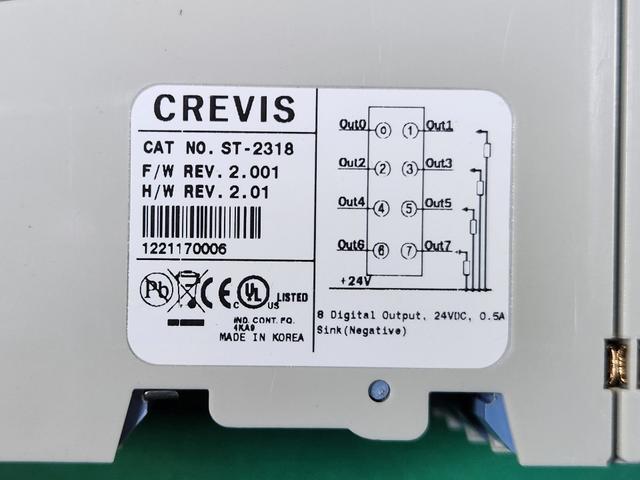 CREVIS
CAT NO. ST-2318
F/W REV. 2.001
H/W REV. 2.01
1221170006
Pb
CE
C UL US LISTED
IND. CONT. EQ.
4KA9
MADE IN KOREA
Out0 0 1 Out1
Out2 2 3 Out3
Out4 4 5 Out5
Out6 6 7 Out7
+24V
8 Digital Output, 24VDC, 0.5A
Sink(Negative)